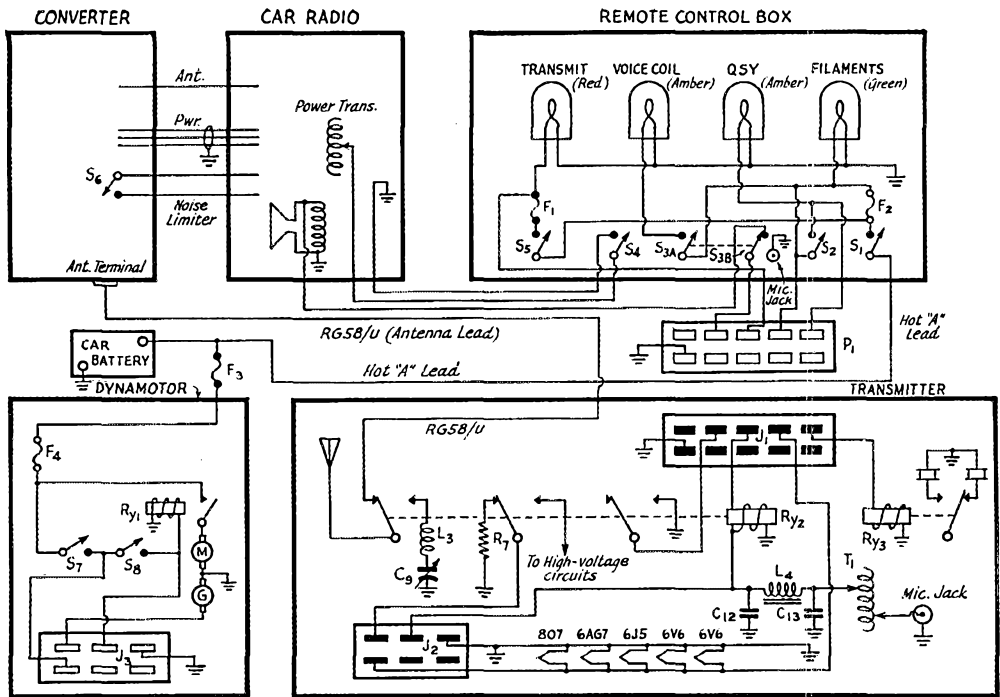 CONVERTER
CAR RADIO
REMOTE CONTROL BOX
TRANSMIT
(Red)
VOICE COIL
(Amber)
QSY
(Amber)
FILAMENTS
(Green)
Ant.
Pwr.
Power Trans.
S6
Noise
Limiter
Ant. Terminal
F1
F2
S5
S4
S3A
S3B
S2
S1
Mic.
Jack
RG58/U (Antenna Lead)
P1
Hot "A"
Lead
CAR
BATTERY
F3
Hot "A" Lead
DYNAMOTOR
TRANSMITTER
RG58/U
J1
F4
Ry1
L3
R7
Ry2
Ry3
M
S7
S8
C9
To High-voltage
circuits
G
L4
T1
C12
C13
Mic. Jack
J3
J2
807 6AG7 6J5 6V6 6V6